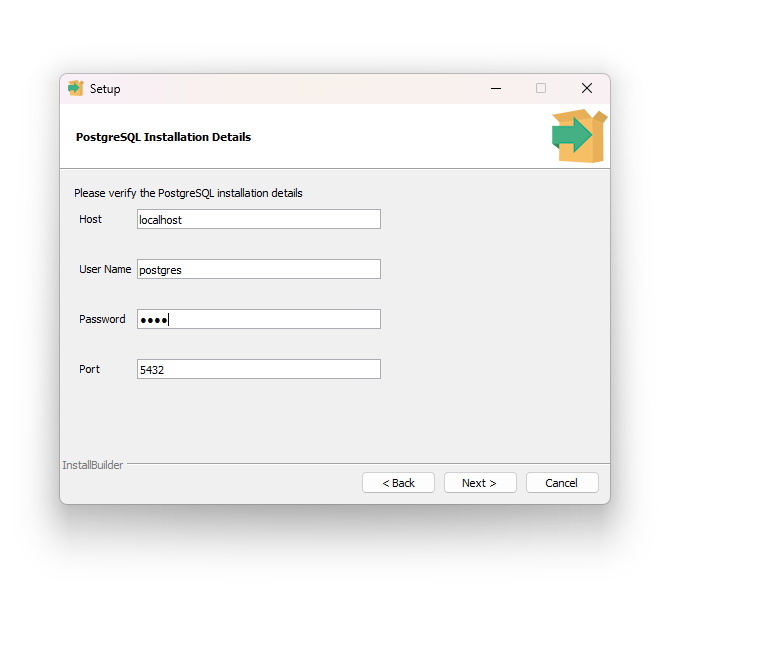 Setup
PostgreSQL Installation Details
Please verify the PostgreSQL installation details
Host localhost
User Name postgres
Password ••••
Port 5432
InstallBuilder
< Back Next > Cancel